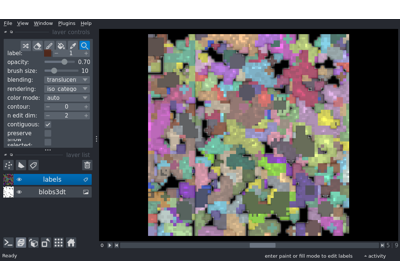 File View Window Plugins Help
layer controls
label: 1
opacity: 0.70
brush size: 10
blending: translucen
rendering: iso_catego
color mode: auto
contour: 0
n edit dim: 2
contiguous:
preserve
show
selected:
layer list
labels
blobs3dt
Ready
enter paint or fill mode to edit labels
activity